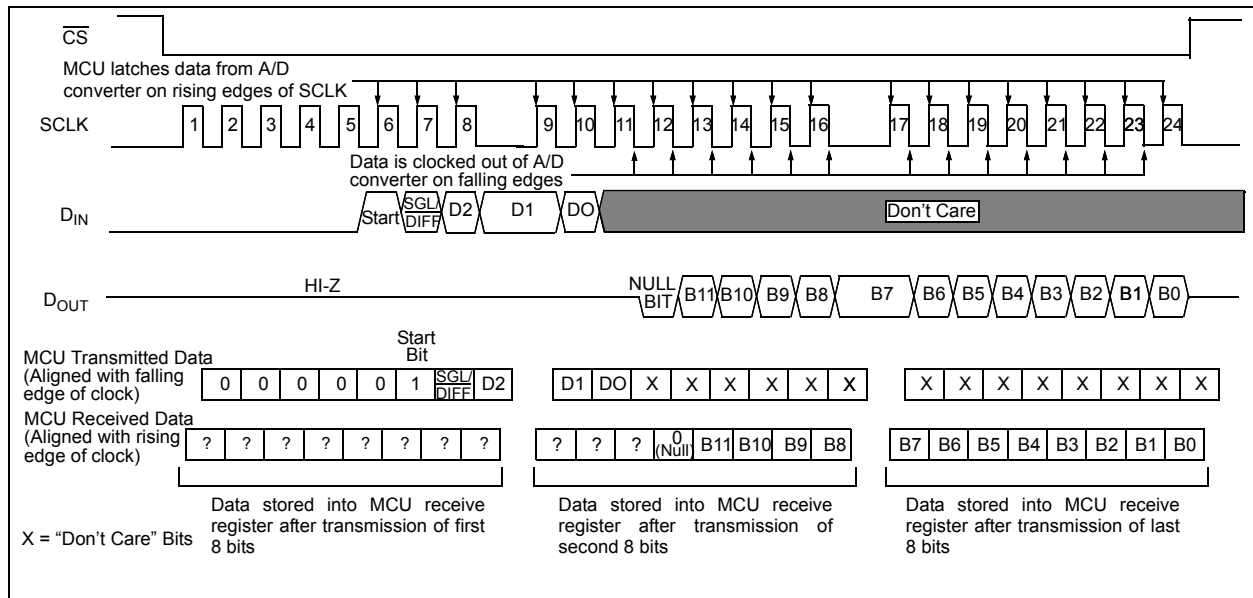 CS
MCU latches data from A/D
converter on rising edges of SCLK
SCLK
1 2 3 4 5 6 7 8 9 10 11 12 13 14 15 16 17 18 19 20 21 22 23 24
Data is clocked out of A/D
converter on falling edges
DIN
Start SGL/DIFF D2 D1 DO Don't Care
HI-Z
DOUT
NULL BIT B11 B10 B9 B8 B7 B6 B5 B4 B3 B2 B1 B0
Start
Bit
MCU Transmitted Data
(Aligned with falling
edge of clock)
0 0 0 0 0 1 SGL/DIFF D2 D1 DO X X X X X X X X X X X X X X
MCU Received Data
(Aligned with rising
edge of clock)
? ? ? ? ? ? ? ? ? ? ? 0 (Null) B11 B10 B9 B8 B7 B6 B5 B4 B3 B2 B1 B0
Data stored into MCU receive
register after transmission of first
8 bits
Data stored into MCU receive
register after transmission of
second 8 bits
Data stored into MCU receive
register after transmission of last
8 bits
X = “Don't Care” Bits